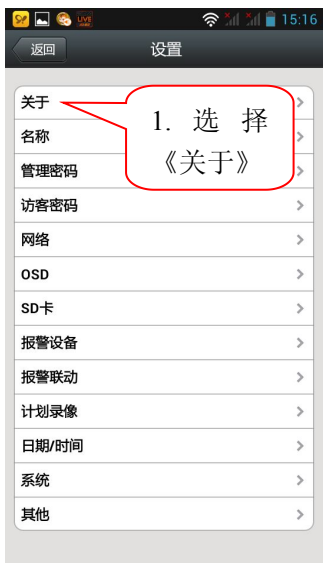 LIVE
15:16
返回
设置
关于
名称
管理密码
访客密码
网络
OSD
SD卡
报警设备
报警联动
计划录像
日期/时间
系统
其他
1. 选 择
《关于》